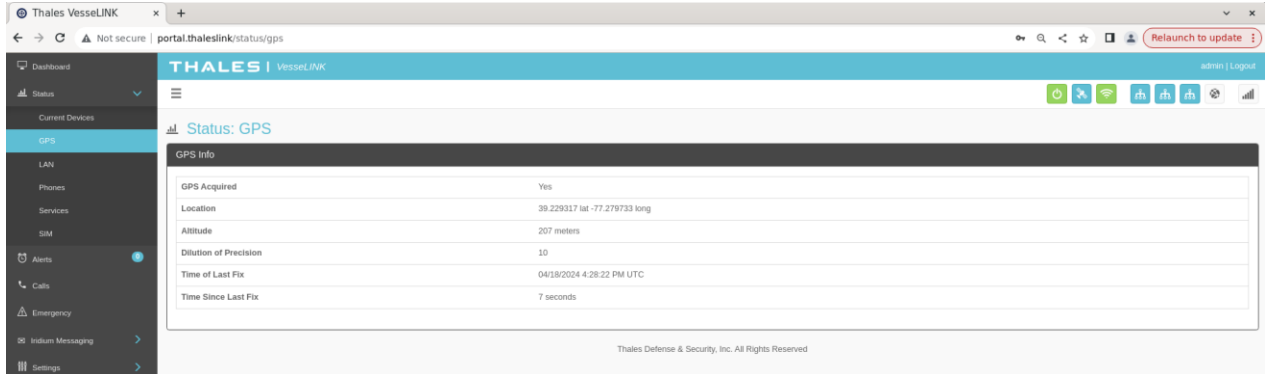 Thales VesseLINK
Not secure | portal.thaleslink/status/gps
Relaunch to update
Dashboard
THALES | VesseLINK
admin | Logout
Status
Current Devices
Status: GPS
GPS
GPS Info
LAN
GPS Acquired Yes
Phones
Location 39.229317 lat -77.279733 long
Services
Altitude 207 meters
SIM
Dilution of Precision 10
Alerts 0
Time of Last Fix 04/18/2024 4:28:22 PM UTC
Calls
Time Since Last Fix 7 seconds
Emergency
Iridium Messaging
Thales Defense & Security, Inc. All Rights Reserved
Settings